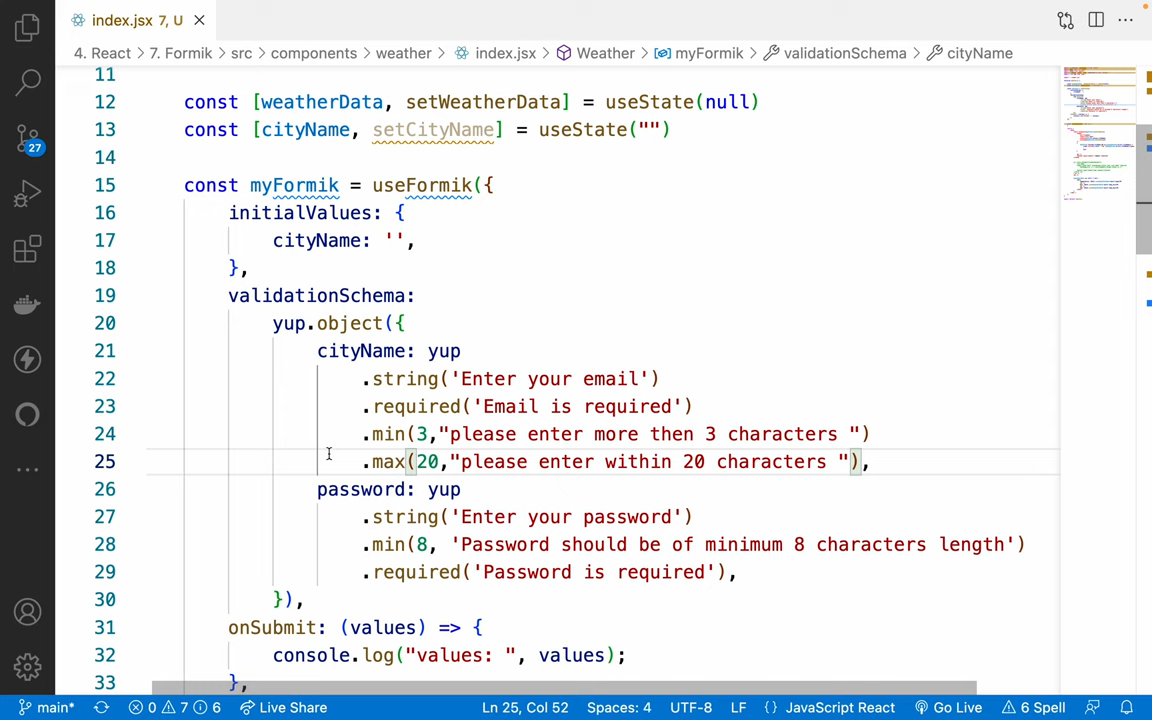 index.jsx 7, U
4. React > 7. Formik > src > components > weather > index.jsx > Weather > myFormik > validationSchema > cityName
27
11
12 const [weatherData, setWeatherData] = useState(null)
13 const [cityName, setCityName] = useState("")
14
15 const myFormik = useFormik({
16 initialValues: {
17 cityName: '',
18 },
19 validationSchema:
20 yup.object({
21 cityName: yup
22 .string('Enter your email')
23 .required('Email is required')
24 .min(3,"please enter more then 3 characters ")
25 .max(20,"please enter within 20 characters "),
26 password: yup
27 .string('Enter your password')
28 .min(8, 'Password should be of minimum 8 characters length')
29 .required('Password is required'),
30 }),
31 onSubmit: (values) => {
32 console.log("values: ", values);
33 },
main* 0 7 6 Live Share Ln 25, Col 52 Spaces: 4 UTF-8 LF {} JavaScript React Go Live 6 Spell